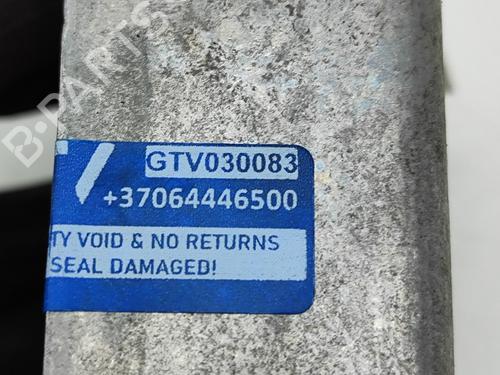 B-PARTS
GTV030083
+37064446500
TY VOID & NO RETURNS
SEAL DAMAGED!